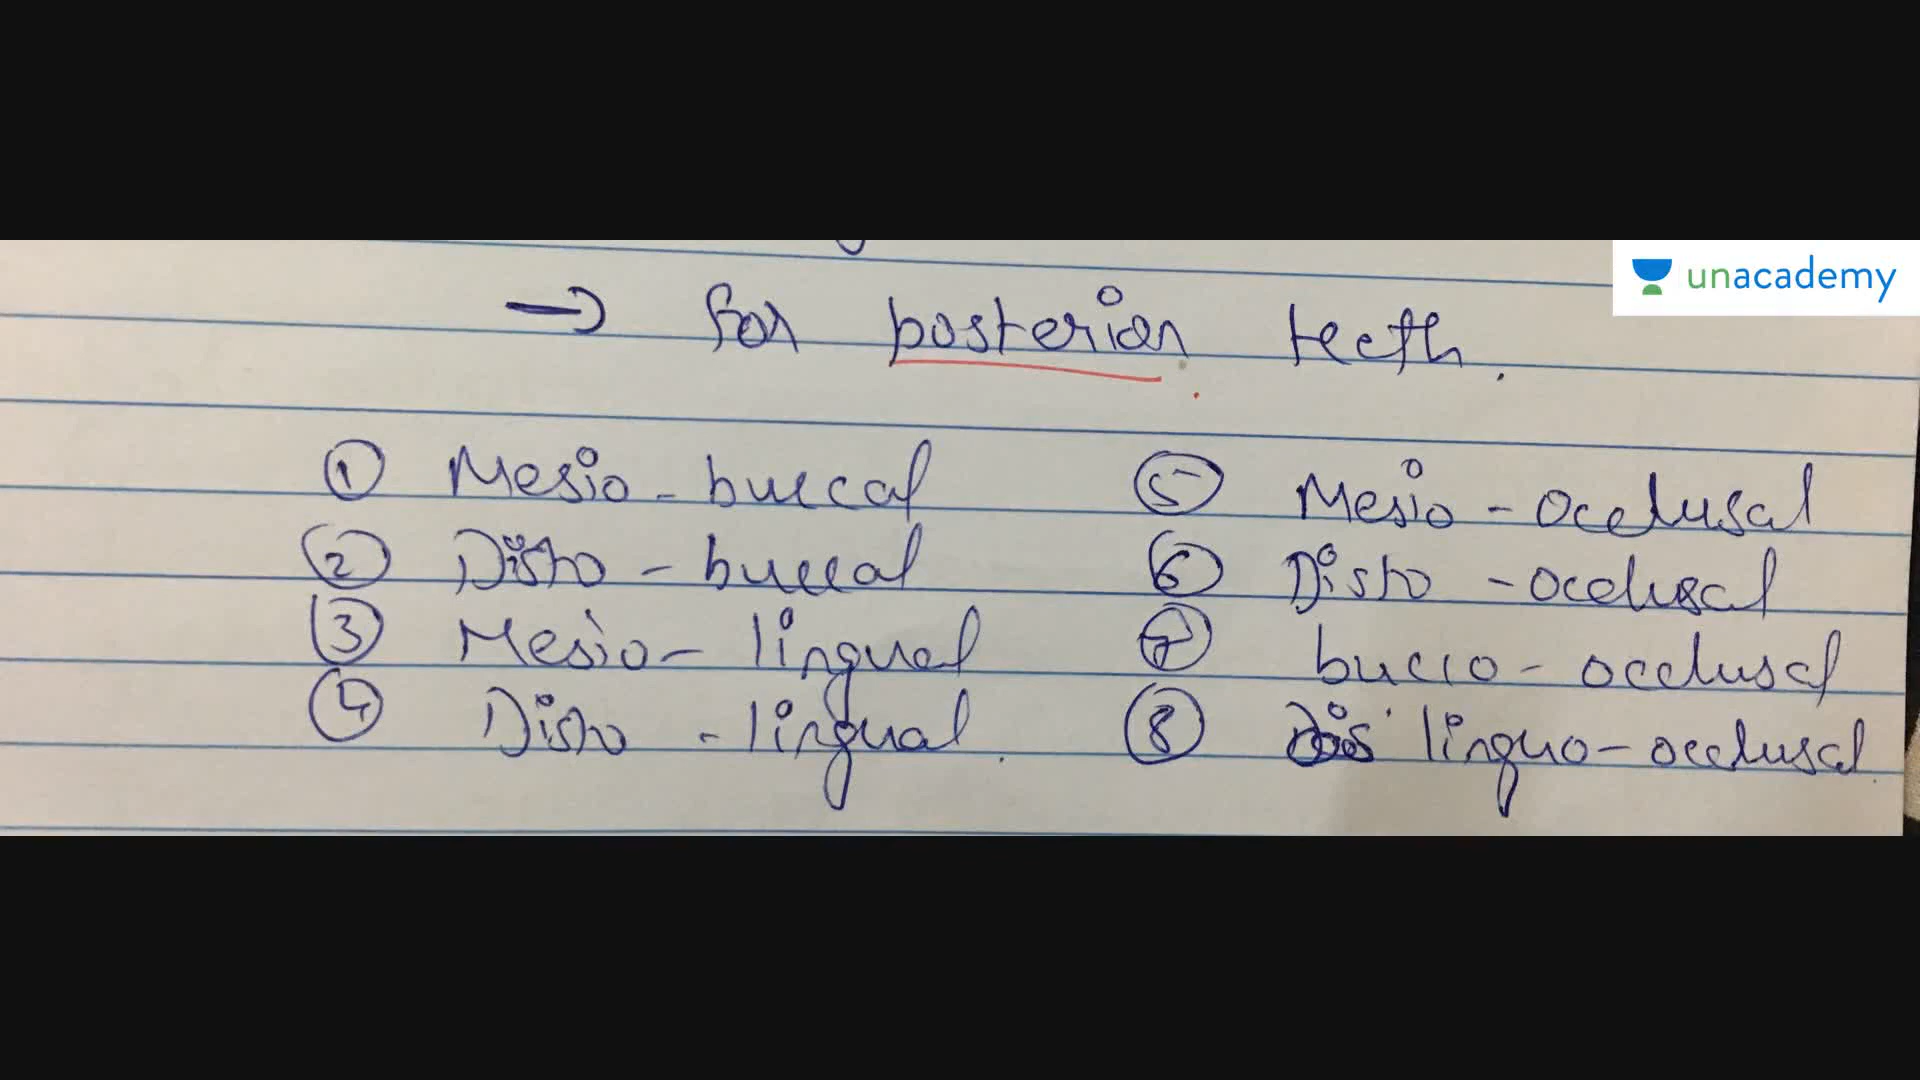 unacademy
→ for posterior teeth.
① Mesio - buccal
② Disto - buccal
③ Mesio - lingual
④ Disto - lingual.
⑤ Mesio - occlusal
⑥ Disto - occlusal
⑦ bucco - occlusal
⑧ linguo - occlusal.